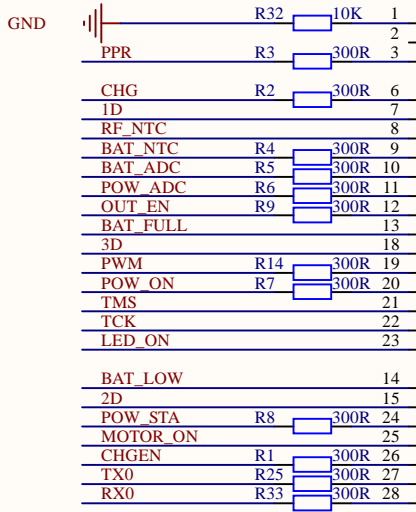 GND R32 10K 1
2
PPR R3 300R 3
CHG R2 300R 6
1D 7
RF_NTC 8
BAT_NTC R4 300R 9
BAT_ADC R5 300R 10
POW_ADC R6 300R 11
OUT_EN R9 300R 12
BAT_FULL 13
3D 18
PWM R14 300R 19
POW_ON R7 300R 20
TMS 21
TCK 22
LED_ON 23
BAT_LOW 14
2D 15
POW_STA R8 300R 24
MOTOR_ON 25
CHGEN R1 300R 26
TX0 R25 300R 27
RX0 R33 300R 28